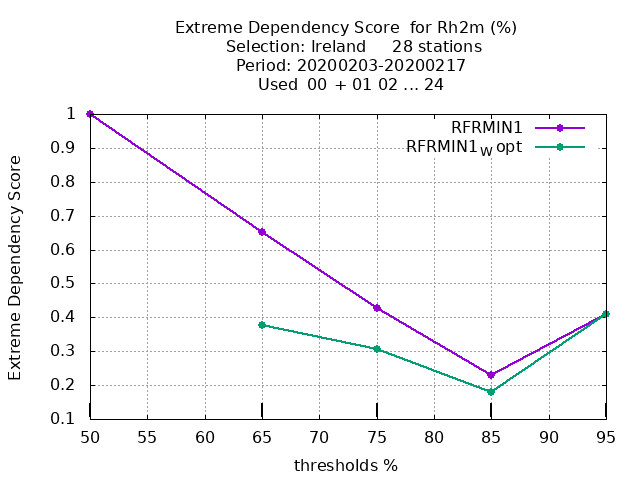 Extreme Dependency Score  for Rh2m (%)
Selection: Ireland     28 stations
Period: 20200203-20200217
Used  00  + 01 02 ... 24
RFRMIN1
RFRMIN1W opt
Extreme Dependency Score
1
0.9
0.8
0.7
0.6
0.5
0.4
0.3
0.2
0.1
50 55 60 65 70 75 80 85 90 95
thresholds %